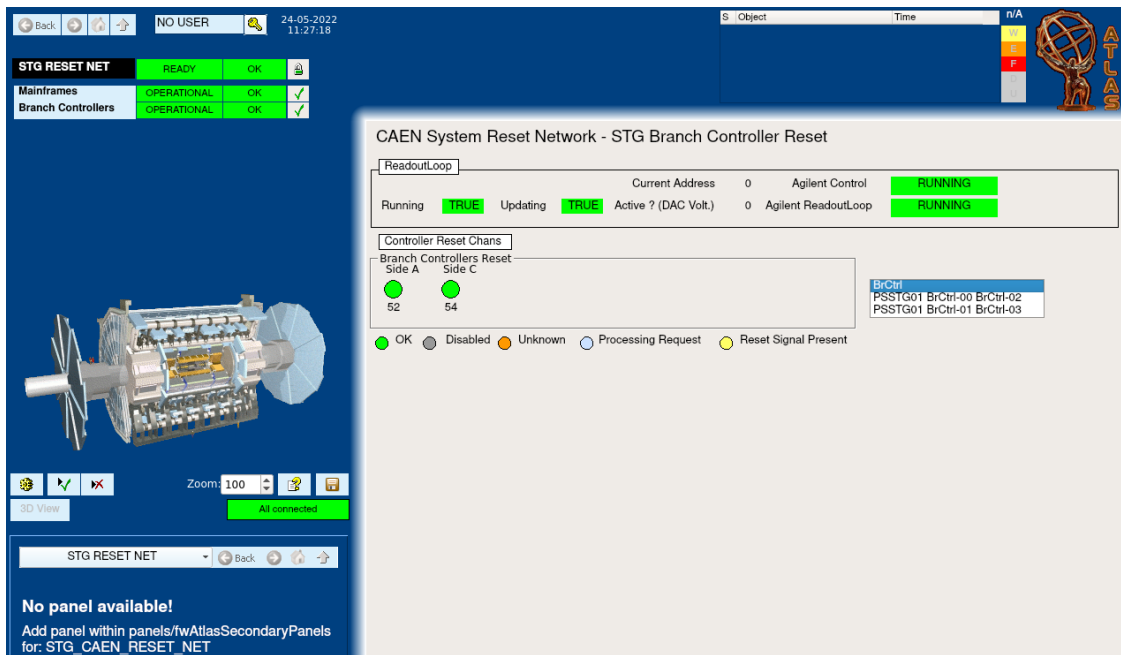 Back
NO USER
24-05-2022
11:27:18
S Object Time
n/A
W
E
F
D
U
ATLAS
STG RESET NET READY OK
Mainframes OPERATIONAL OK
Branch Controllers OPERATIONAL OK
CAEN System Reset Network - STG Branch Controller Reset
ReadoutLoop
Current Address 0 Agilent Control RUNNING
Running TRUE Updating TRUE Active ? (DAC Volt.) 0 Agilent ReadoutLoop RUNNING
Controller Reset Chans
Branch Controllers Reset
Side A Side C
52 54
BrCtrl
PSSTG01 BrCtrl-00 BrCtrl-02
PSSTG01 BrCtrl-01 BrCtrl-03
OK Disabled Unknown Processing Request Reset Signal Present
Zoom: 100
3D View
All connected
STG RESET NET
Back
No panel available!
Add panel within panels/fwAtlasSecondaryPanels
for: STG_CAEN_RESET_NET